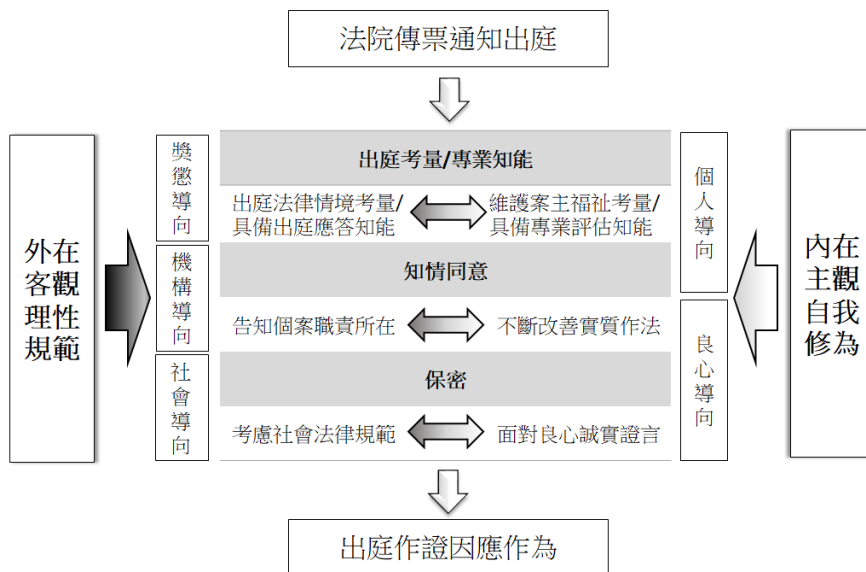 法院傳票通知出庭
外在
客觀
理性
規範
獎懲導向
機構導向
社會導向
出庭考量/專業知能
出庭法律情境考量/
具備出庭應答知能
維護案主福祉考量/
具備專業評估知能
知情同意
告知個案職責所在
不斷改善實質作法
保密
考慮社會法律規範
面對良心誠實證言
個人導向
良心導向
內在
主觀
自我
修為
出庭作證因應作為